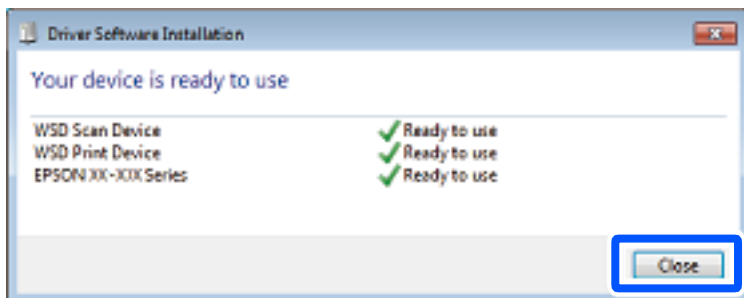 Driver Software Installation
Your device is ready to use
WSD Scan Device Ready to use
WSD Print Device Ready to use
EPSON XX-XXX Series Ready to use
Close